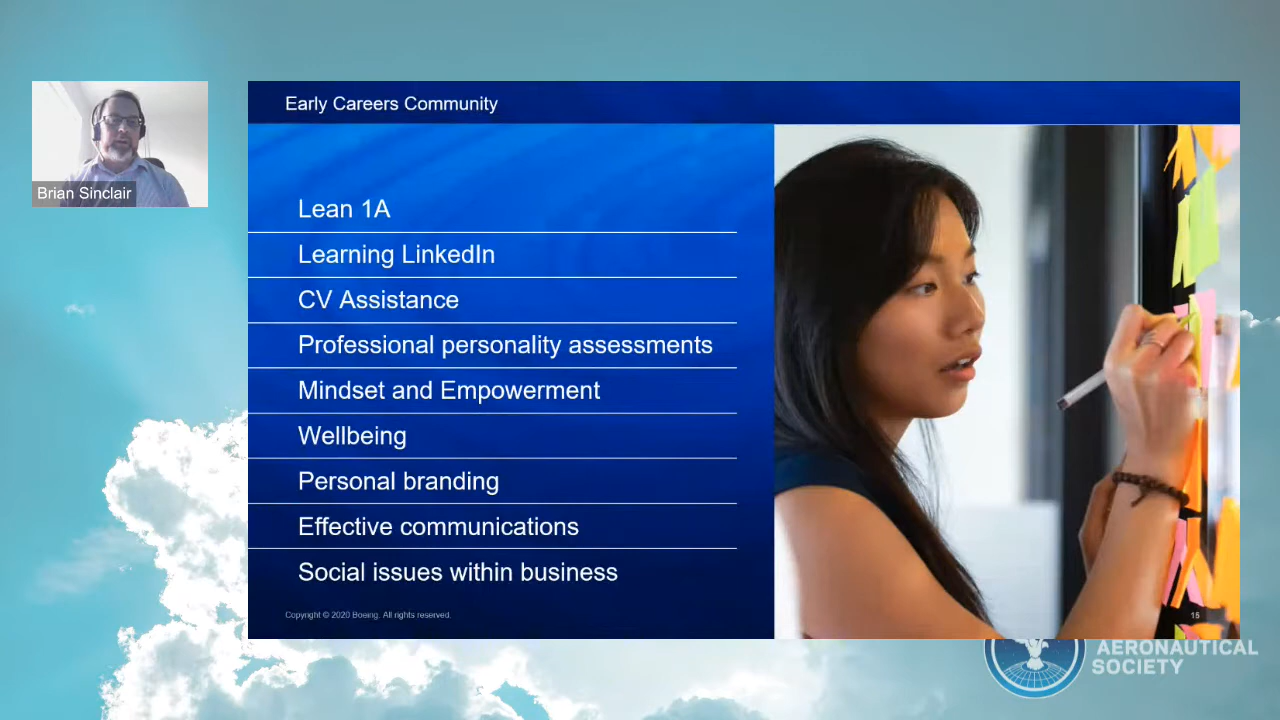 Early Careers Community
Brian Sinclair
Lean 1A
Learning LinkedIn
CV Assistance
Professional personality assessments
Mindset and Empowerment
Wellbeing
Personal branding
Effective communications
Social issues within business
Copyright © 2020 Boeing. All rights reserved.
15
AERONAUTICAL
SOCIETY